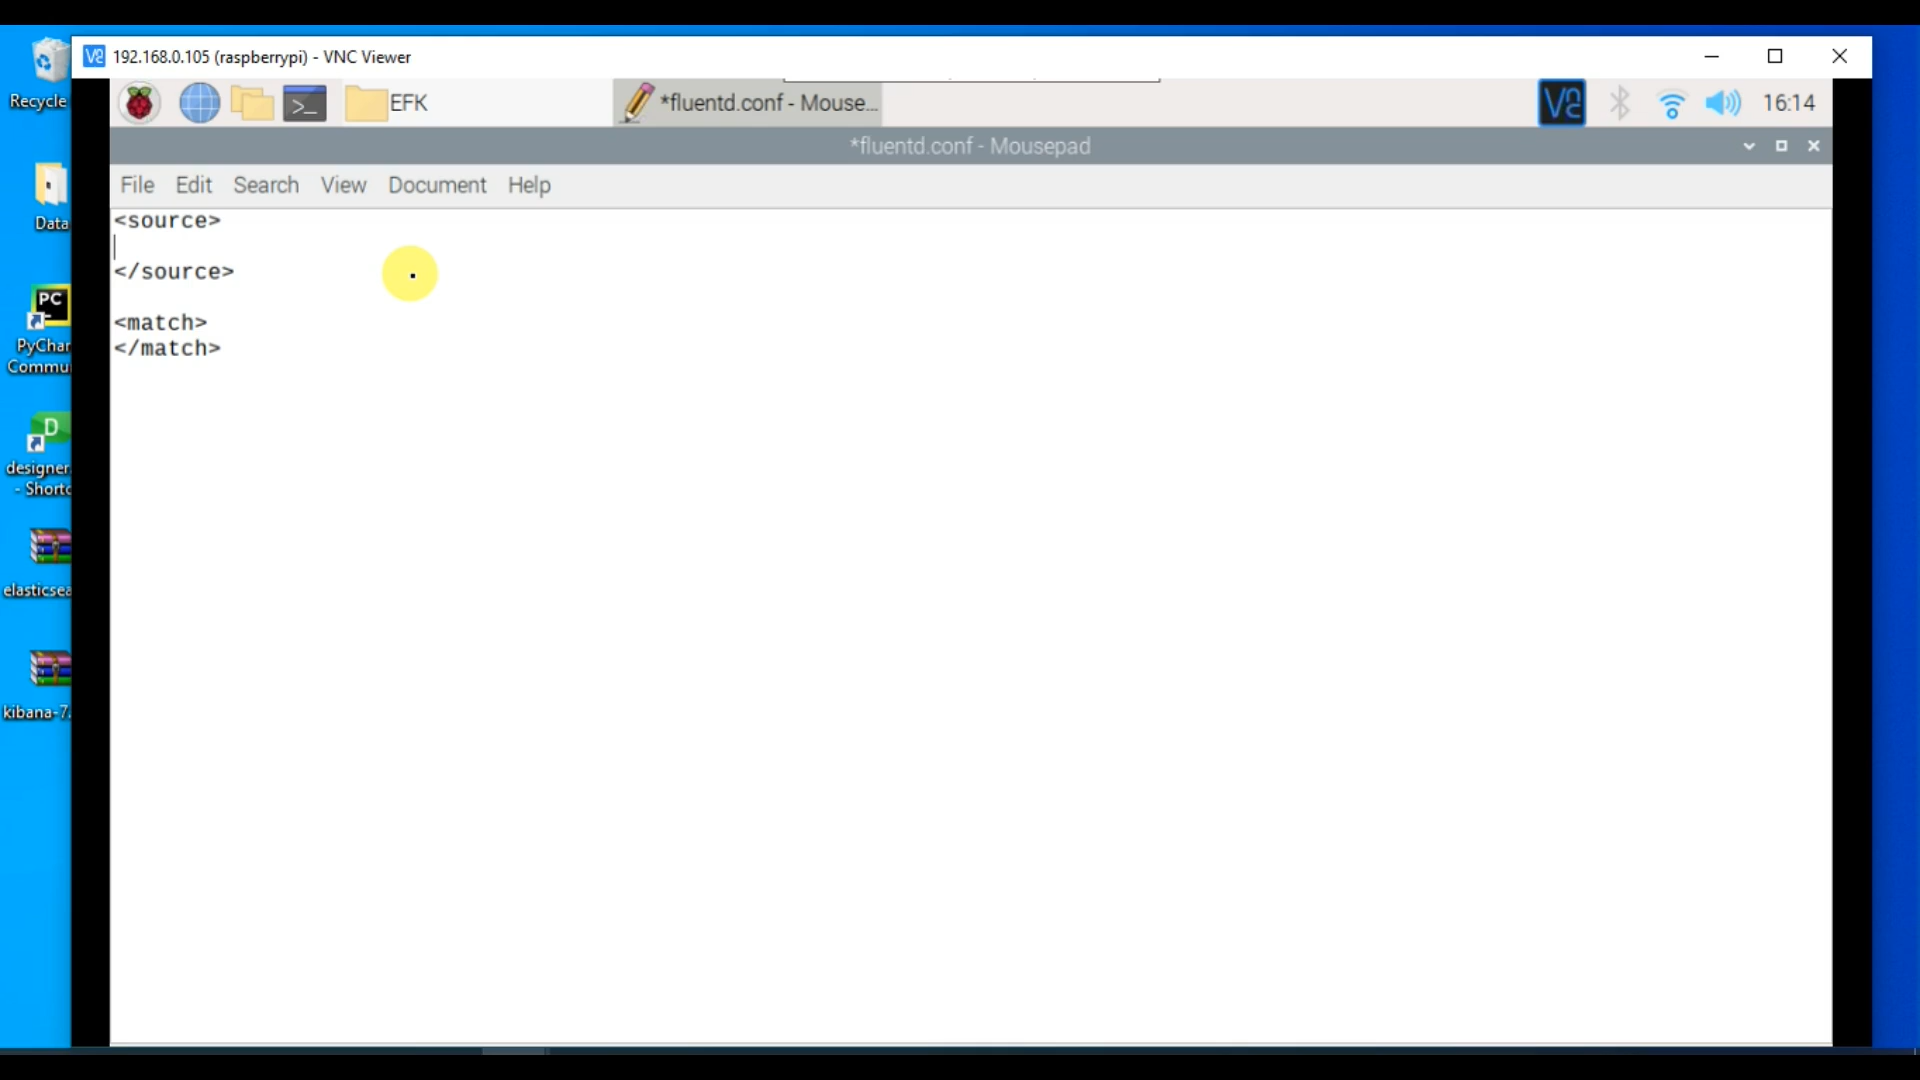 192.168.0.105 (raspberrypi) - VNC Viewer
Recycle
EFK
*fluentd.conf - Mouse...
16:14
*fluentd.conf - Mousepad
File Edit Search View Document Help
<source>
</source>
<match>
</match>
Data
PC
PyChar
Commu
D
designer.
- Shortc
elasticsea
kibana-7.